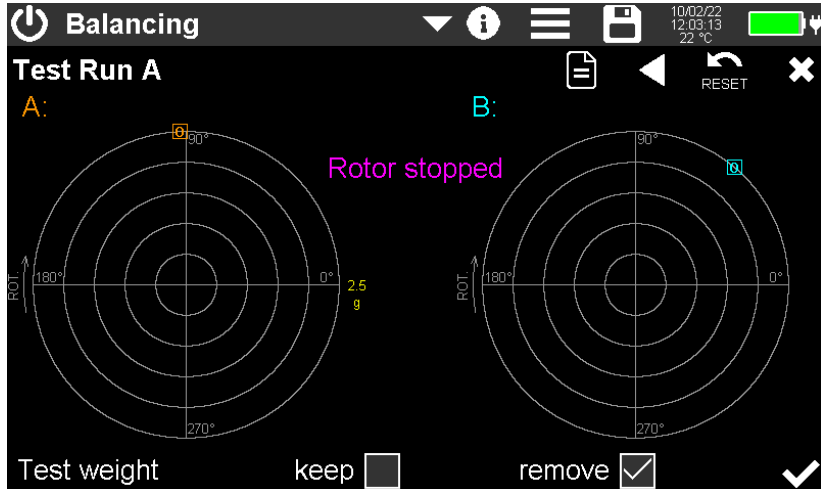 Balancing
i
10/02/22
12:03:13
22 °C
Test Run A
RESET
A:
B:
0
90°
0
90°
Rotor stopped
ROT.
180°
0°
2.5
g
ROT.
180°
0°
270°
270°
Test weight
keep
remove